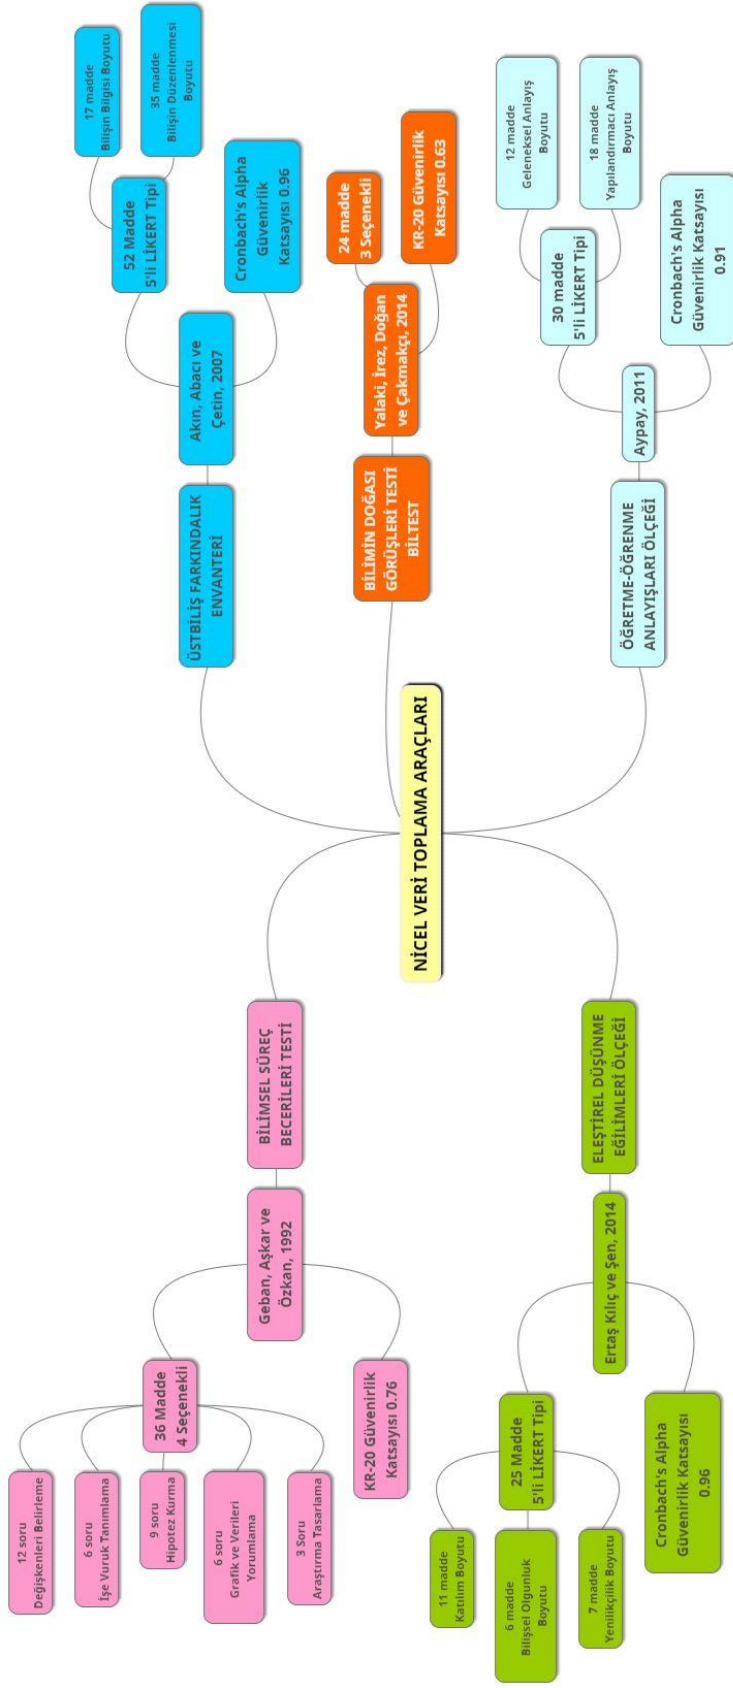 NİCEL VERİ TOPLAMA ARAÇLARI
BİLİMSEL SÜREÇ
BECERİLERİ TESTİ
Geban, Aşkar ve
Özkan, 1992
36 Madde
4 Seçenekli
12 soru
Değişkenleri Belirleme
6 soru
İşe Vuruk Tanımlama
9 soru
Hipotez Kurma
6 soru
Grafik ve Verileri
Yorumlama
3 Soru
Araştırma Tasarlama
KR-20 Güvenirlik
Katsayısı 0.76
ELEŞTİREL DÜŞÜNME
EĞİLİMLERİ ÖLÇEĞİ
Ertaş Kılıç ve Şen, 2014
25 Madde
5'li LİKERT Tipi
11 madde
Katılım Boyutu
6 madde
Bilişsel Olgunluk
Boyutu
7 madde
Yenilikçilik Boyutu
Cronbach's Alpha
Güvenirlik Katsayısı
0.96
ÜSTBİLİŞ FARKINDALIK
ENVANTERİ
Akın, Abacı ve
Çetin, 2007
52 Madde
5'li LİKERT Tipi
17 madde
Bilişin Bilgisi Boyutu
35 madde
Bilişin Düzenlenmesi
Boyutu
Cronbach's Alpha
Güvenirlik
Katsayısı 0.96
BİLİMİN DOĞASI
GÖRÜŞLERİ TESTİ
BİLTEST
Yalaki, İrez, Doğan
ve Çakmakçı, 2014
24 madde
3 Seçenekli
KR-20 Güvenirlik
Katsayısı 0.63
ÖĞRETME-ÖĞRENME
ANLAYIŞLARI ÖLÇEĞİ
Aypay, 2011
30 madde
5'li LİKERT Tipi
12 madde
Geleneksel Anlayış
Boyutu
18 madde
Yapılandırmacı Anlayış
Boyutu
Cronbach's Alpha
Güvenirlik Katsayısı
0.91